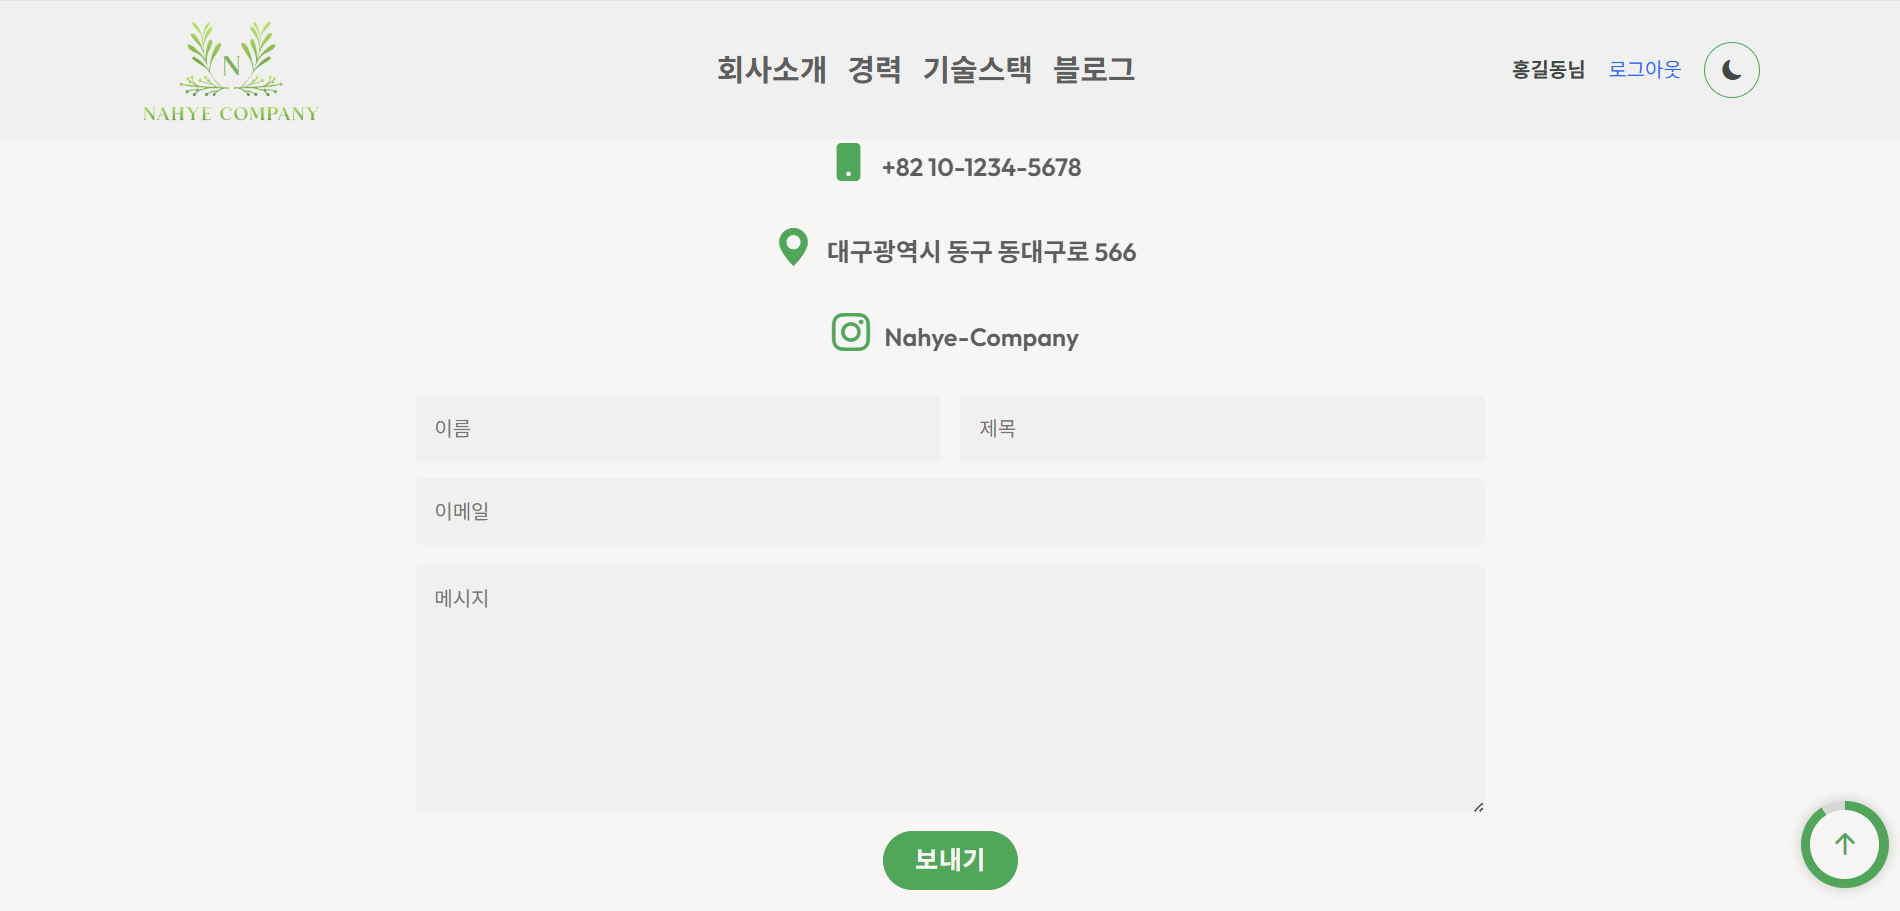 N
NAHYE COMPANY
회사소개 경력 기술스택 블로그
홍길동님 로그아웃
+82 10-1234-5678
대구광역시 동구 동대구로 566
Nahye-Company
이름
제목
이메일
메시지
보내기